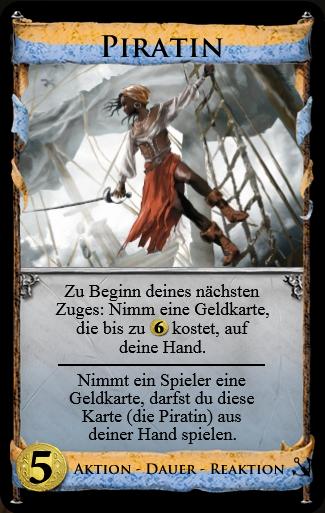 PIRATIN
Zu Beginn deines nächsten
Zuges: Nimm eine Geldkarte,
die bis zu 6 kostet, auf
deine Hand.
Nimmt ein Spieler eine
Geldkarte, darfst du diese
Karte (die Piratin) aus
deiner Hand spielen.
5 AKTION - DAUER - REAKTION